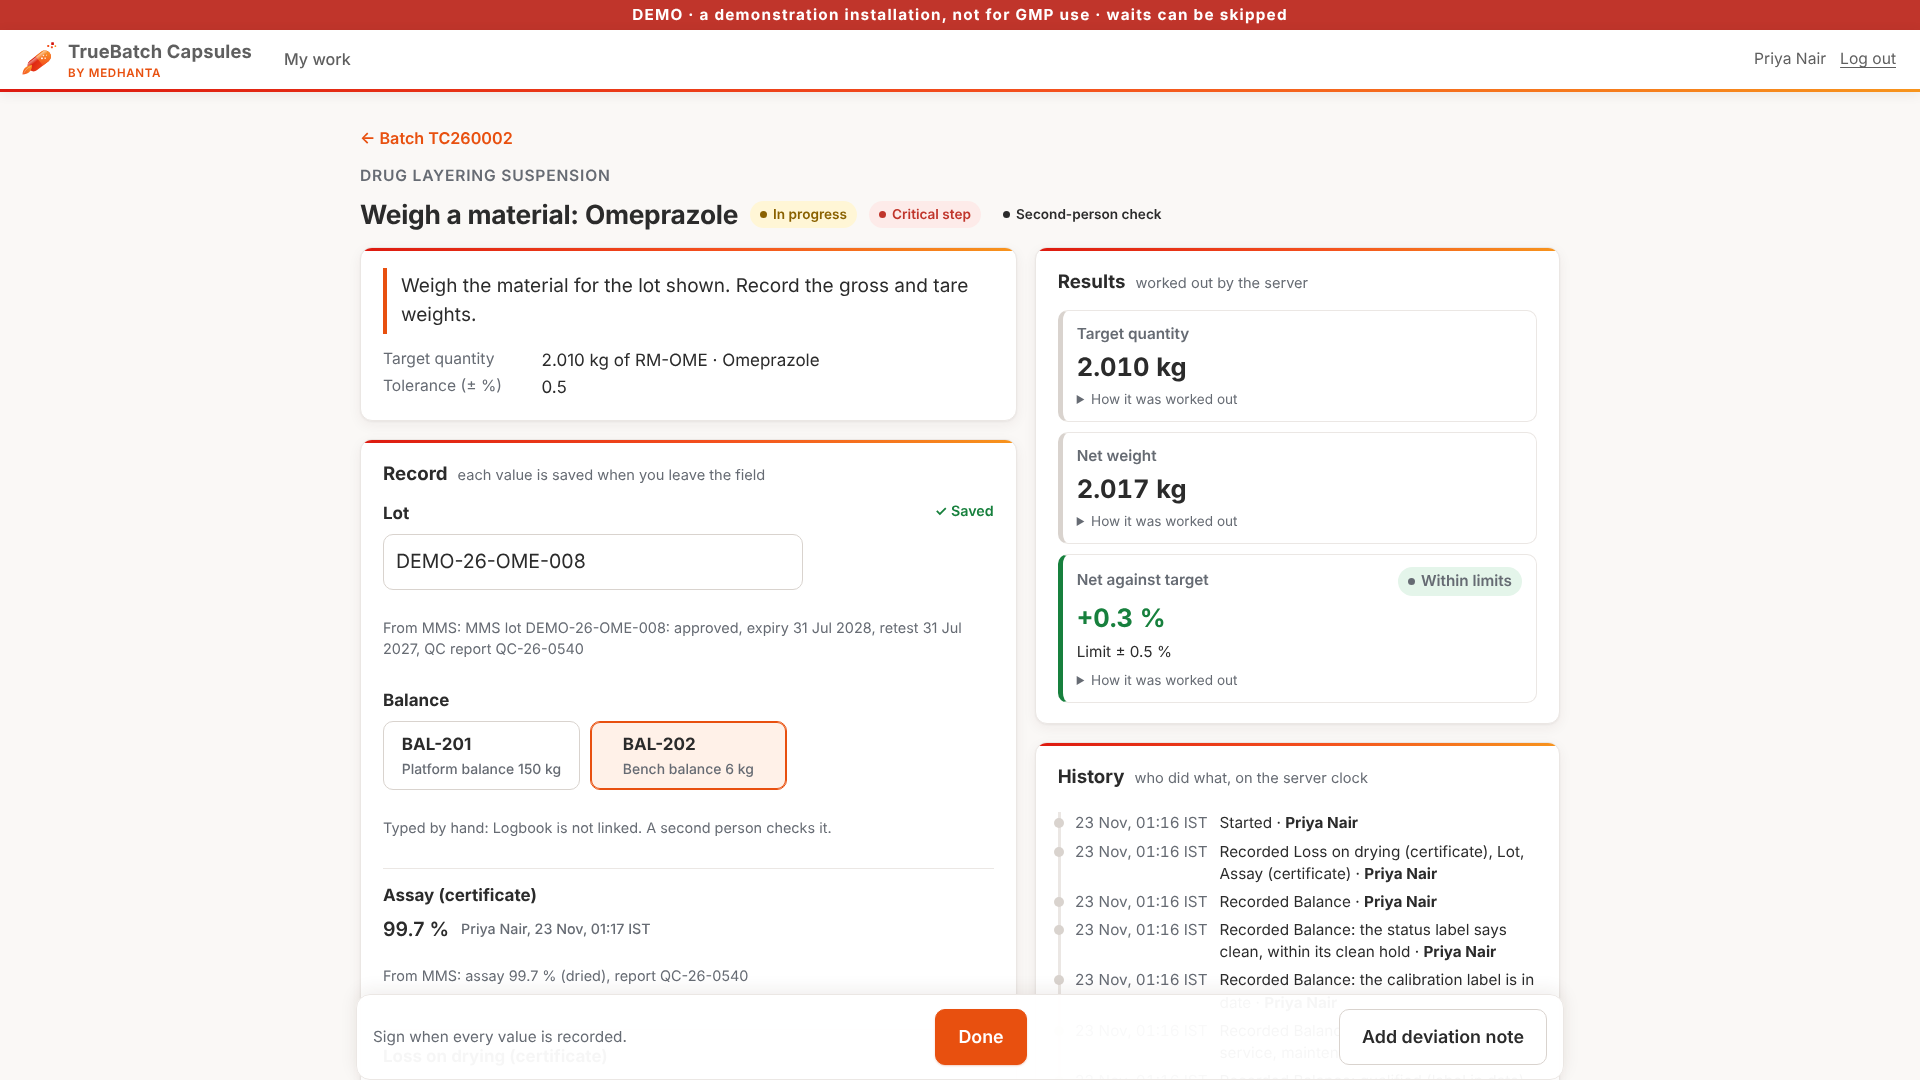 DEMO · a demonstration installation, not for GMP use · waits can be skipped
TrueBatch Capsules
BY MEDHANTA
My work
Priya Nair
Log out
← Batch TC260002
DRUG LAYERING SUSPENSION
Weigh a material: Omeprazole
In progress
Critical step
Second-person check
Weigh the material for the lot shown. Record the gross and tare
weights.
Target quantity 2.010 kg of RM-OME · Omeprazole
Tolerance (± %) 0.5
Record each value is saved when you leave the field
Lot
✓ Saved
DEMO-26-OME-008
From MMS: MMS lot DEMO-26-OME-008: approved, expiry 31 Jul 2028, retest 31 Jul
2027, QC report QC-26-0540
Balance
BAL-201
Platform balance 150 kg
BAL-202
Bench balance 6 kg
Typed by hand: Logbook is not linked. A second person checks it.
Assay (certificate)
99.7 % Priya Nair, 23 Nov, 01:17 IST
From MMS: assay 99.7 % (dried), report QC-26-0540
Loss on drying (certificate)
Results worked out by the server
Target quantity
2.010 kg
▶ How it was worked out
Net weight
2.017 kg
▶ How it was worked out
Net against target
Within limits
+0.3 %
Limit ± 0.5 %
▶ How it was worked out
History who did what, on the server clock
23 Nov, 01:16 IST Started · Priya Nair
23 Nov, 01:16 IST Recorded Loss on drying (certificate), Lot,
Assay (certificate) · Priya Nair
23 Nov, 01:16 IST Recorded Balance · Priya Nair
23 Nov, 01:16 IST Recorded Balance: the status label says
clean, within its clean hold · Priya Nair
23 Nov, 01:16 IST Recorded Balance: the calibration label is in
date · Priya Nair
23 Nov, 01:16 IST Recorded
Sign when every value is recorded.
Done
Add deviation note